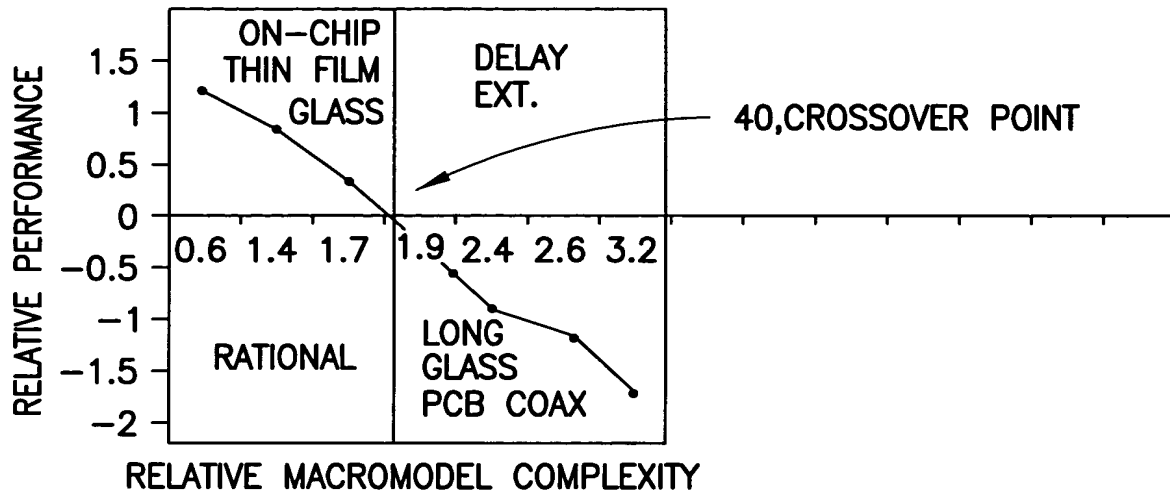 ON-CHIP
THIN FILM
GLASS
DELAY
EXT.
40,CROSSOVER POINT
RELATIVE PERFORMANCE
1.5
1
0.5
0
-0.5
-1
-1.5
-2
0.6 1.4 1.7 1.9 2.4 2.6 3.2
RATIONAL
LONG
GLASS
PCB COAX
RELATIVE MACROMODEL COMPLEXITY